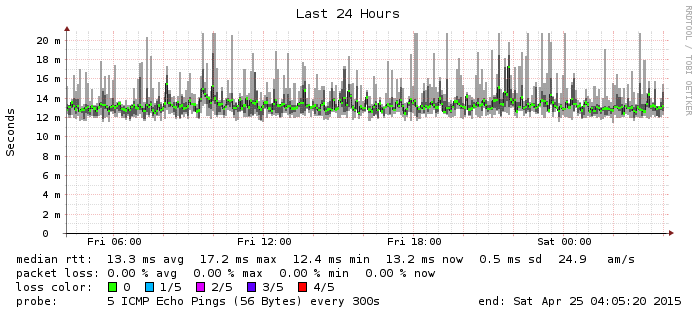 Last 24 Hours
RRDTOOL / TOBI OETIKER
Seconds
20 m
18 m
16 m
14 m
12 m
10 m
8 m
6 m
4 m
2 m
0
Fri 06:00 Fri 12:00 Fri 18:00 Sat 00:00
median rtt: 13.3 ms avg 17.2 ms max 12.4 ms min 13.2 ms now 0.5 ms sd 24.9 am/s
packet loss: 0.00 % avg 0.00 % max 0.00 % min 0.00 % now
loss color: 0 1/5 2/5 3/5 4/5
probe: 5 ICMP Echo Pings (56 Bytes) every 300s end: Sat Apr 25 04:05:20 2015